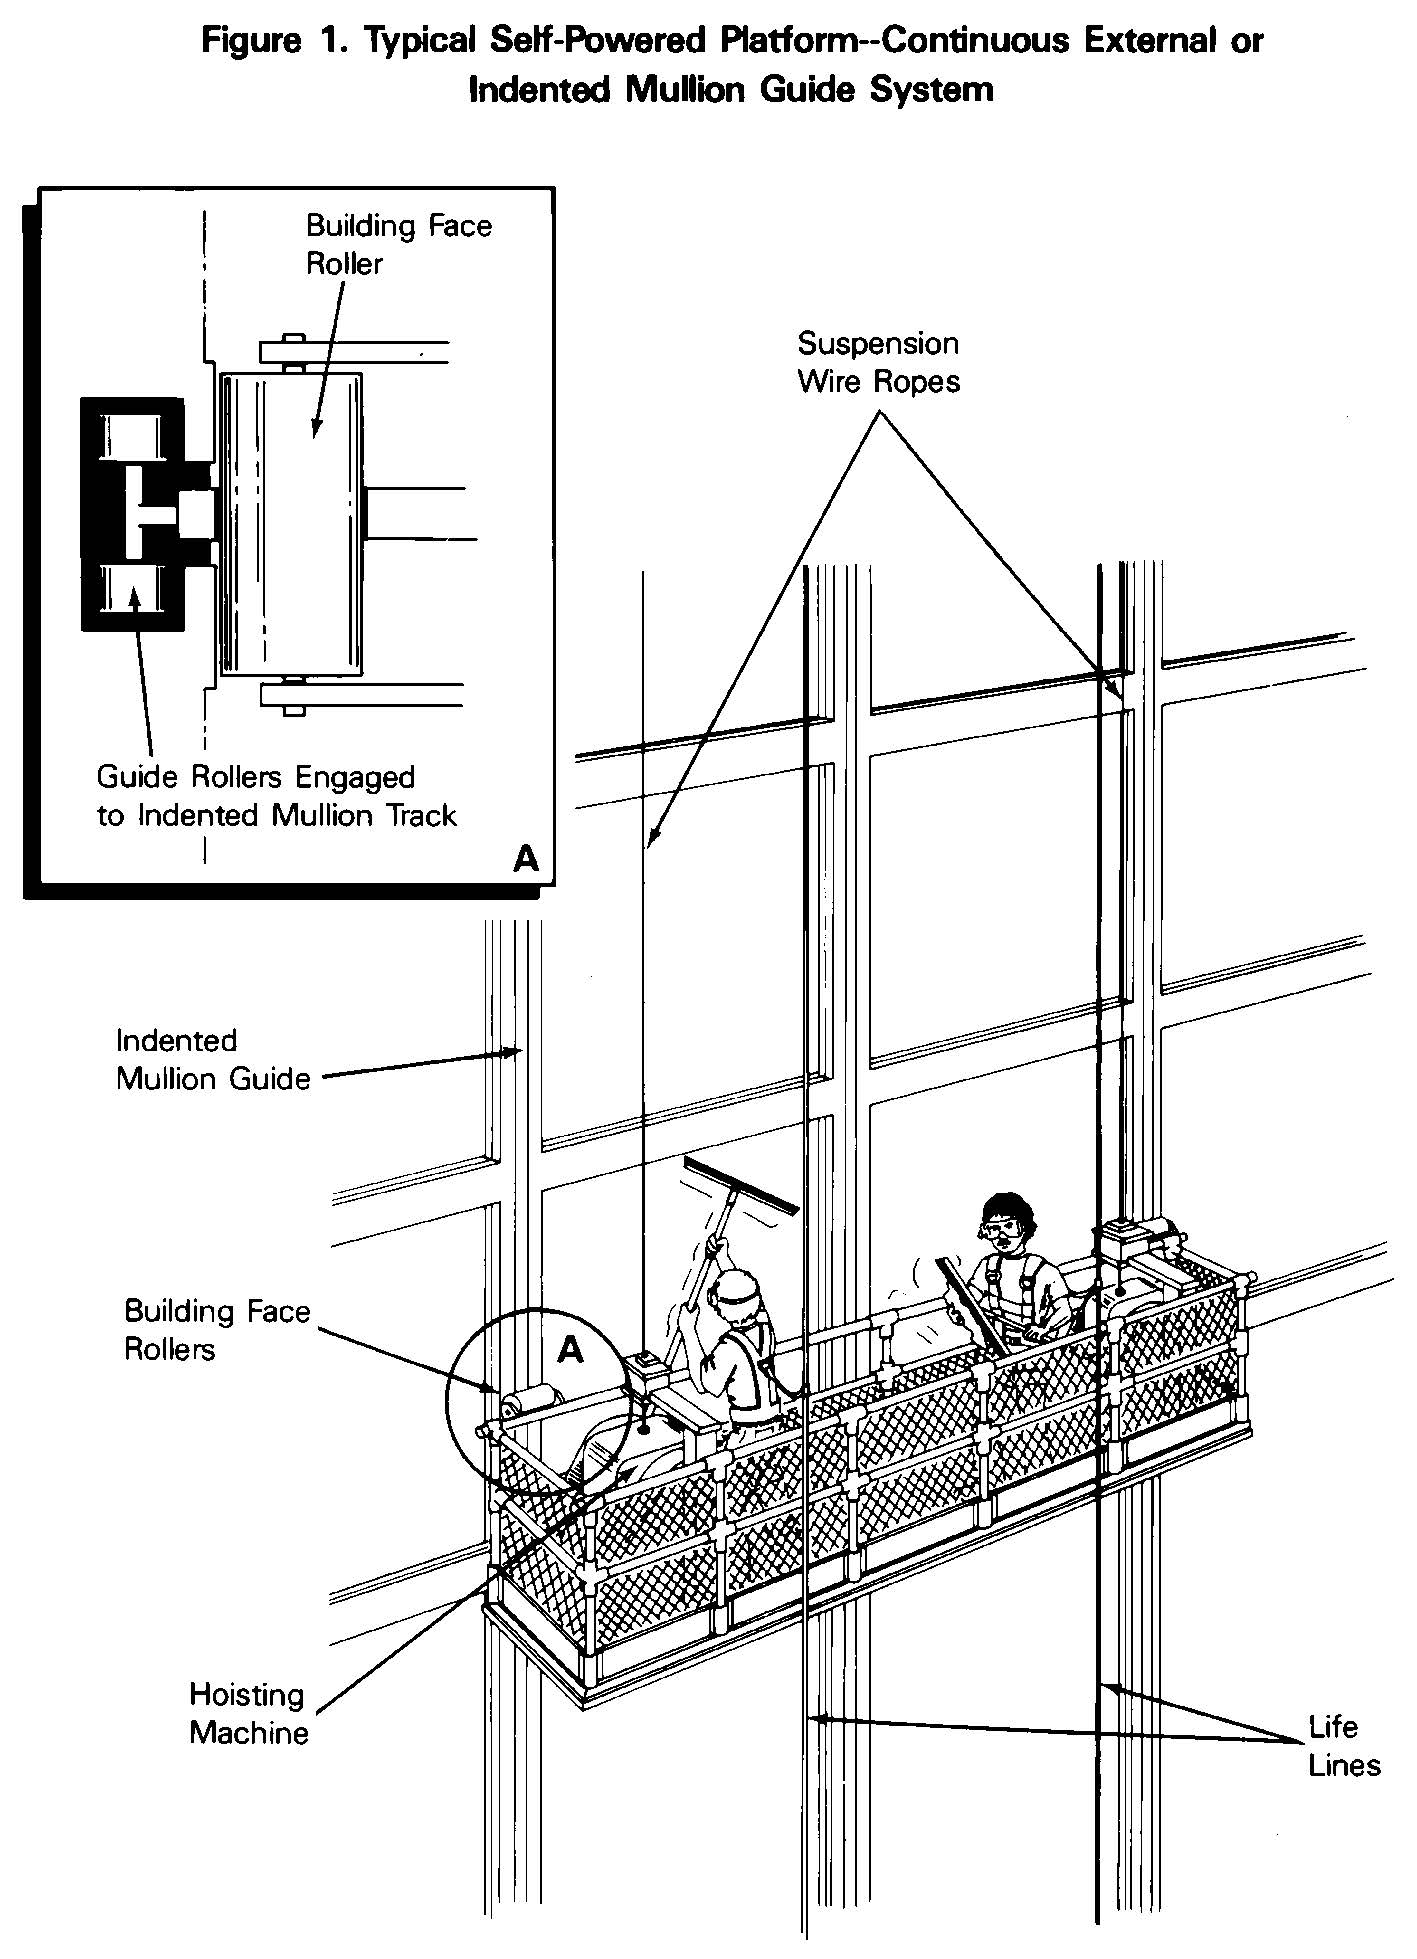 Figure 1. Typical Self-Powered Platform--Continuous External or
Indented Mullion Guide System
Building Face
Roller
Guide Rollers Engaged
to Indented Mullion Track
A
Suspension
Wire Ropes
Indented
Mullion Guide
Building Face
Rollers
A
Hoisting
Machine
Life
Lines